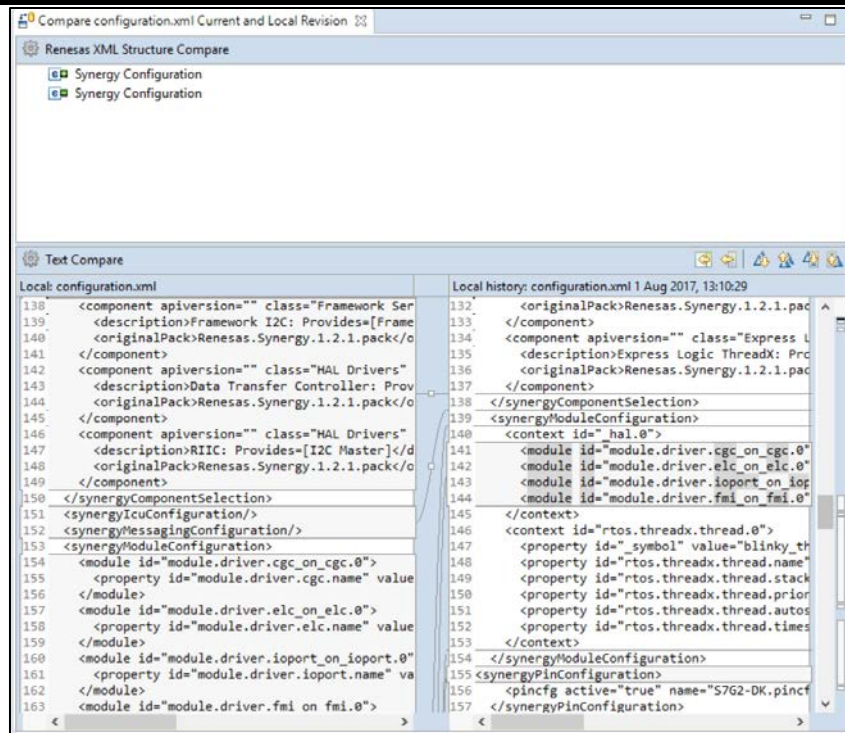 Compare configuration.xml Current and Local Revision
Renesas XML Structure Compare
Synergy Configuration
Synergy Configuration
Text Compare
Local: configuration.xml
138 <component apiversion="" class="Framework Ser
139 <description>Framework I2C: Provides=[Frame
140 <originalPack>Renesas.Synergy.1.2.1.pack</o
141 </component>
142 <component apiversion="" class="HAL Drivers"
143 <description>Data Transfer Controller: Prov
144 <originalPack>Renesas.Synergy.1.2.1.pack</o
145 </component>
146 <component apiversion="" class="HAL Drivers"
147 <description>RIIC: Provides=[I2C Master]</d
148 <originalPack>Renesas.Synergy.1.2.1.pack</o
149 </component>
150 </synergyComponentSelection>
151 <synergyIcuConfiguration/>
152 <synergyMessagingConfiguration/>
153 <synergyModuleConfiguration>
154 <module id="module.driver.cgc_on_cgc.0">
155 <property id="module.driver.cgc.name" value
156 </module>
157 <module id="module.driver.elc_on_elc.0">
158 <property id="module.driver.elc.name" value
159 </module>
160 <module id="module.driver.ioport_on_ioport.0"
161 <property id="module.driver.ioport.name" va
162 </module>
163 <module id="module.driver.fmi_on_fmi.0">
Local history: configuration.xml 1 Aug 2017, 13:10:29
132 <originalPack>Renesas.Synergy.1.2.1.pac
133 </component>
134 <component apiversion="" class="Express L
135 <description>Express Logic ThreadX: Pro
136 <originalPack>Renesas.Synergy.1.2.1.pac
137 </component>
138 </synergyComponentSelection>
139 <synergyModuleConfiguration>
140 <context id="_hal.0">
141 <module id="module.driver.cgc_on_cgc.0"
142 <module id="module.driver.elc_on_elc.0"
143 <module id="module.driver.ioport_on_iop
144 <module id="module.driver.fmi_on_fmi.0"
145 </context>
146 <context id="rtos.threadx.thread.0">
147 <property id="_symbol" value="blinky_th
148 <property id="rtos.threadx.thread.name"
149 <property id="rtos.threadx.thread.stack
150 <property id="rtos.threadx.thread.prior
151 <property id="rtos.threadx.thread.autos
152 <property id="rtos.threadx.thread.times
153 </context>
154 </synergyModuleConfiguration>
155 <synergyPinConfiguration>
156 <pincfg active="true" name="S7G2-DK.pincf
157 </synergyPinConfiguration>